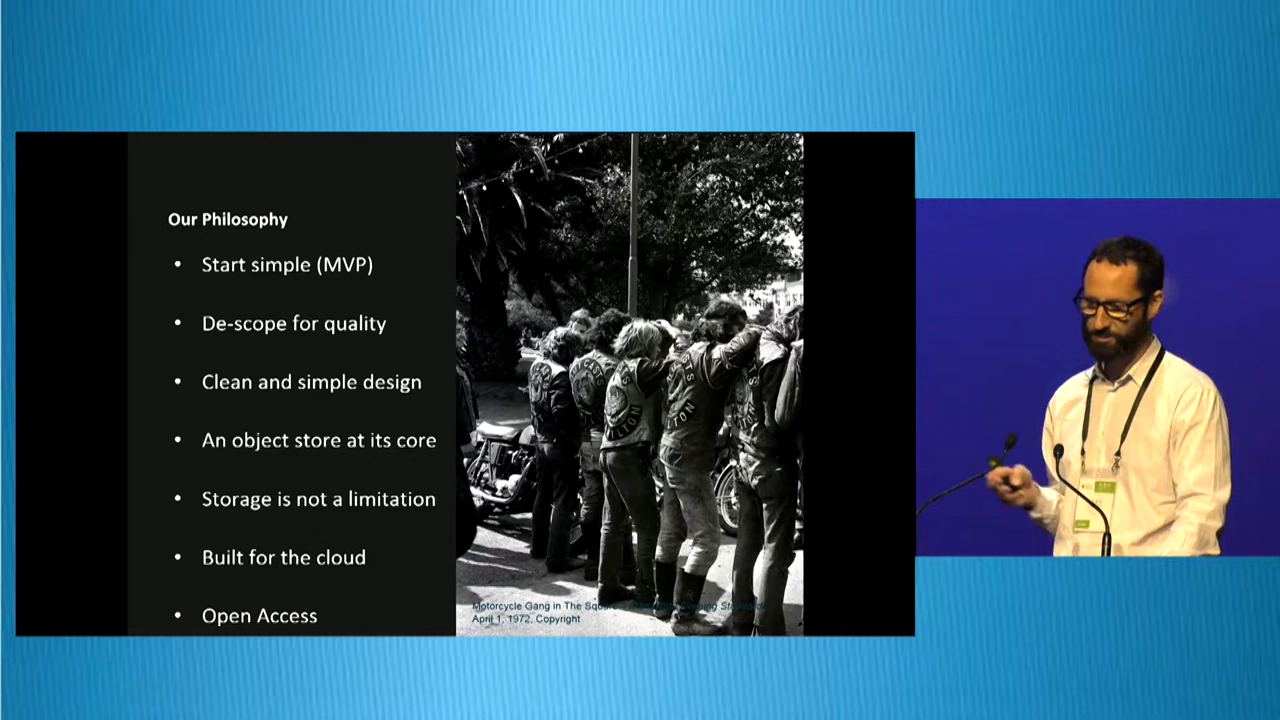 Our Philosophy
• Start simple (MVP)
• De-scope for quality
• Clean and simple design
• An object store at its core
• Storage is not a limitation
• Built for the cloud
• Open Access
Motorcycle Gang in The Square
April 1, 1972, Copyright